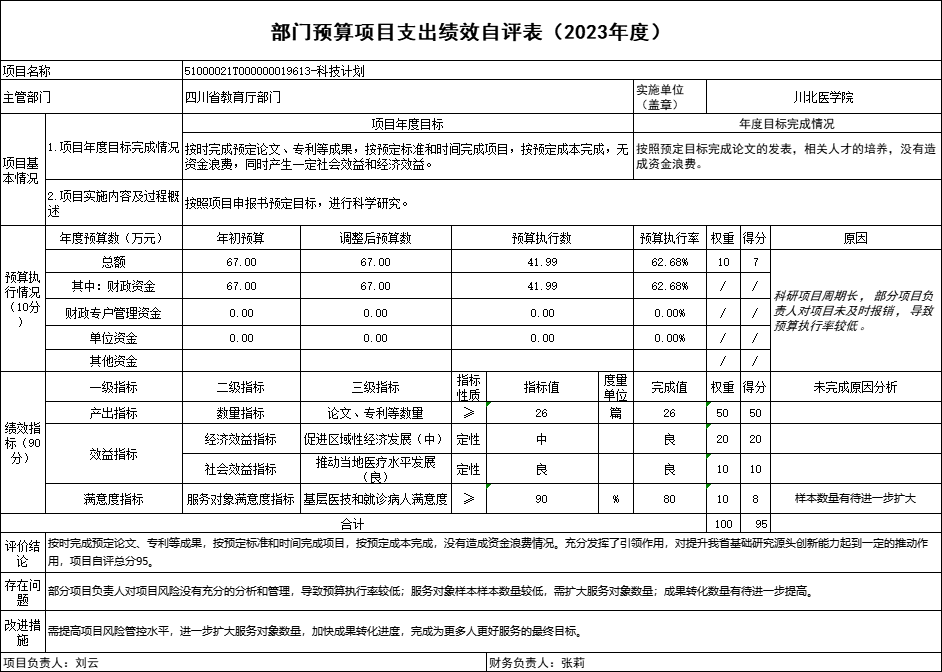 部门预算项目支出绩效自评表（2023年度）
项目名称 51000021T000000019613-科技计划
主管部门 四川省教育厅部门 实施单位（盖章） 川北医学院
项目基本情况
1.项目年度目标完成情况
项目年度目标 年度目标完成情况
按时完成预定论文、专利等成果，按预定标准和时间完成项目，按预定成本完成，无
资金浪费，同时产生一定社会效益和经济效益。
按照预定目标完成论文的发表，相关人才的培养，没有造
成资金浪费。
2.项目实施内容及过程概述
按照项目申报书预定目标，进行科学研究。
预算执行情况（10分）
年度预算数（万元） 年初预算 调整后预算数 预算执行数 预算执行率 权重 得分 原因
总额 67.00 67.00 41.99 62.68% 10 7
其中：财政资金 67.00 67.00 41.99 62.68% / /
财政专户管理资金 0.00 0.00 0.00 0.00% / /
单位资金 0.00 0.00 0.00 0.00% / /
其他资金 / /
科研项目周期长，部分项目负
责人对项目未及时报销，导致
预算执行率较低。
绩效指标（90分）
一级指标 二级指标 三级指标 指标性质 指标值 度量单位 完成值 权重 得分 未完成原因分析
产出指标 数量指标 论文、专利等数量 ≥ 26 篇 26 50 50
效益指标 经济效益指标 促进区域性经济发展（中） 定性 中 良 20 20
社会效益指标 推动当地医疗水平发展（良） 定性 良 良 10 10
满意度指标 服务对象满意度指标 基层医技和就诊病人满意度 ≥ 90 % 80 10 8 样本数量有待进一步扩大
合计 100 95
评价结论
按时完成预定论文、专利等成果，按预定标准和时间完成项目，按预定成本完成，没有造成资金浪费情况。充分发挥了引领作用，对提升我首基础研究源头创新能力起到一定的推动作
用，项目自评总分95。
存在问题
部分项目负责人对项目风险没有充分的分析和管理，导致预算执行率较低；服务对象样本样本数量较低，需扩大服务对象数量；成果转化数量有待进一步提高。
改进措施
需提高项目风险管控水平，进一步扩大服务对象数量，加快成果转化进度，完成为更多人更好服务的最终目标。
项目负责人：刘云 财务负责人：张莉